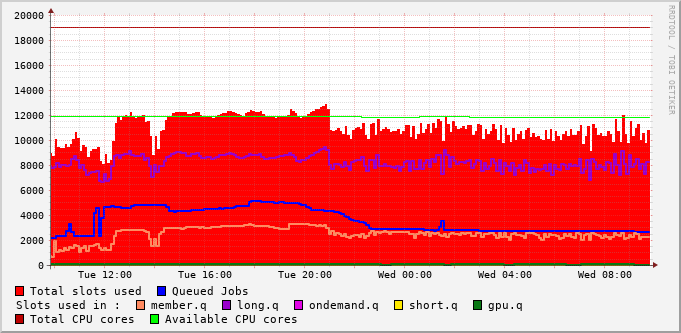 20000
18000
16000
14000
12000
10000
8000
6000
4000
2000
0
Tue 12:00 Tue 16:00 Tue 20:00 Wed 00:00 Wed 04:00 Wed 08:00
Total slots used Queued Jobs
Slots used in : member.q long.q ondemand.q short.q gpu.q
Total CPU cores Available CPU cores
RRDTOOL / TOBI OETIKER